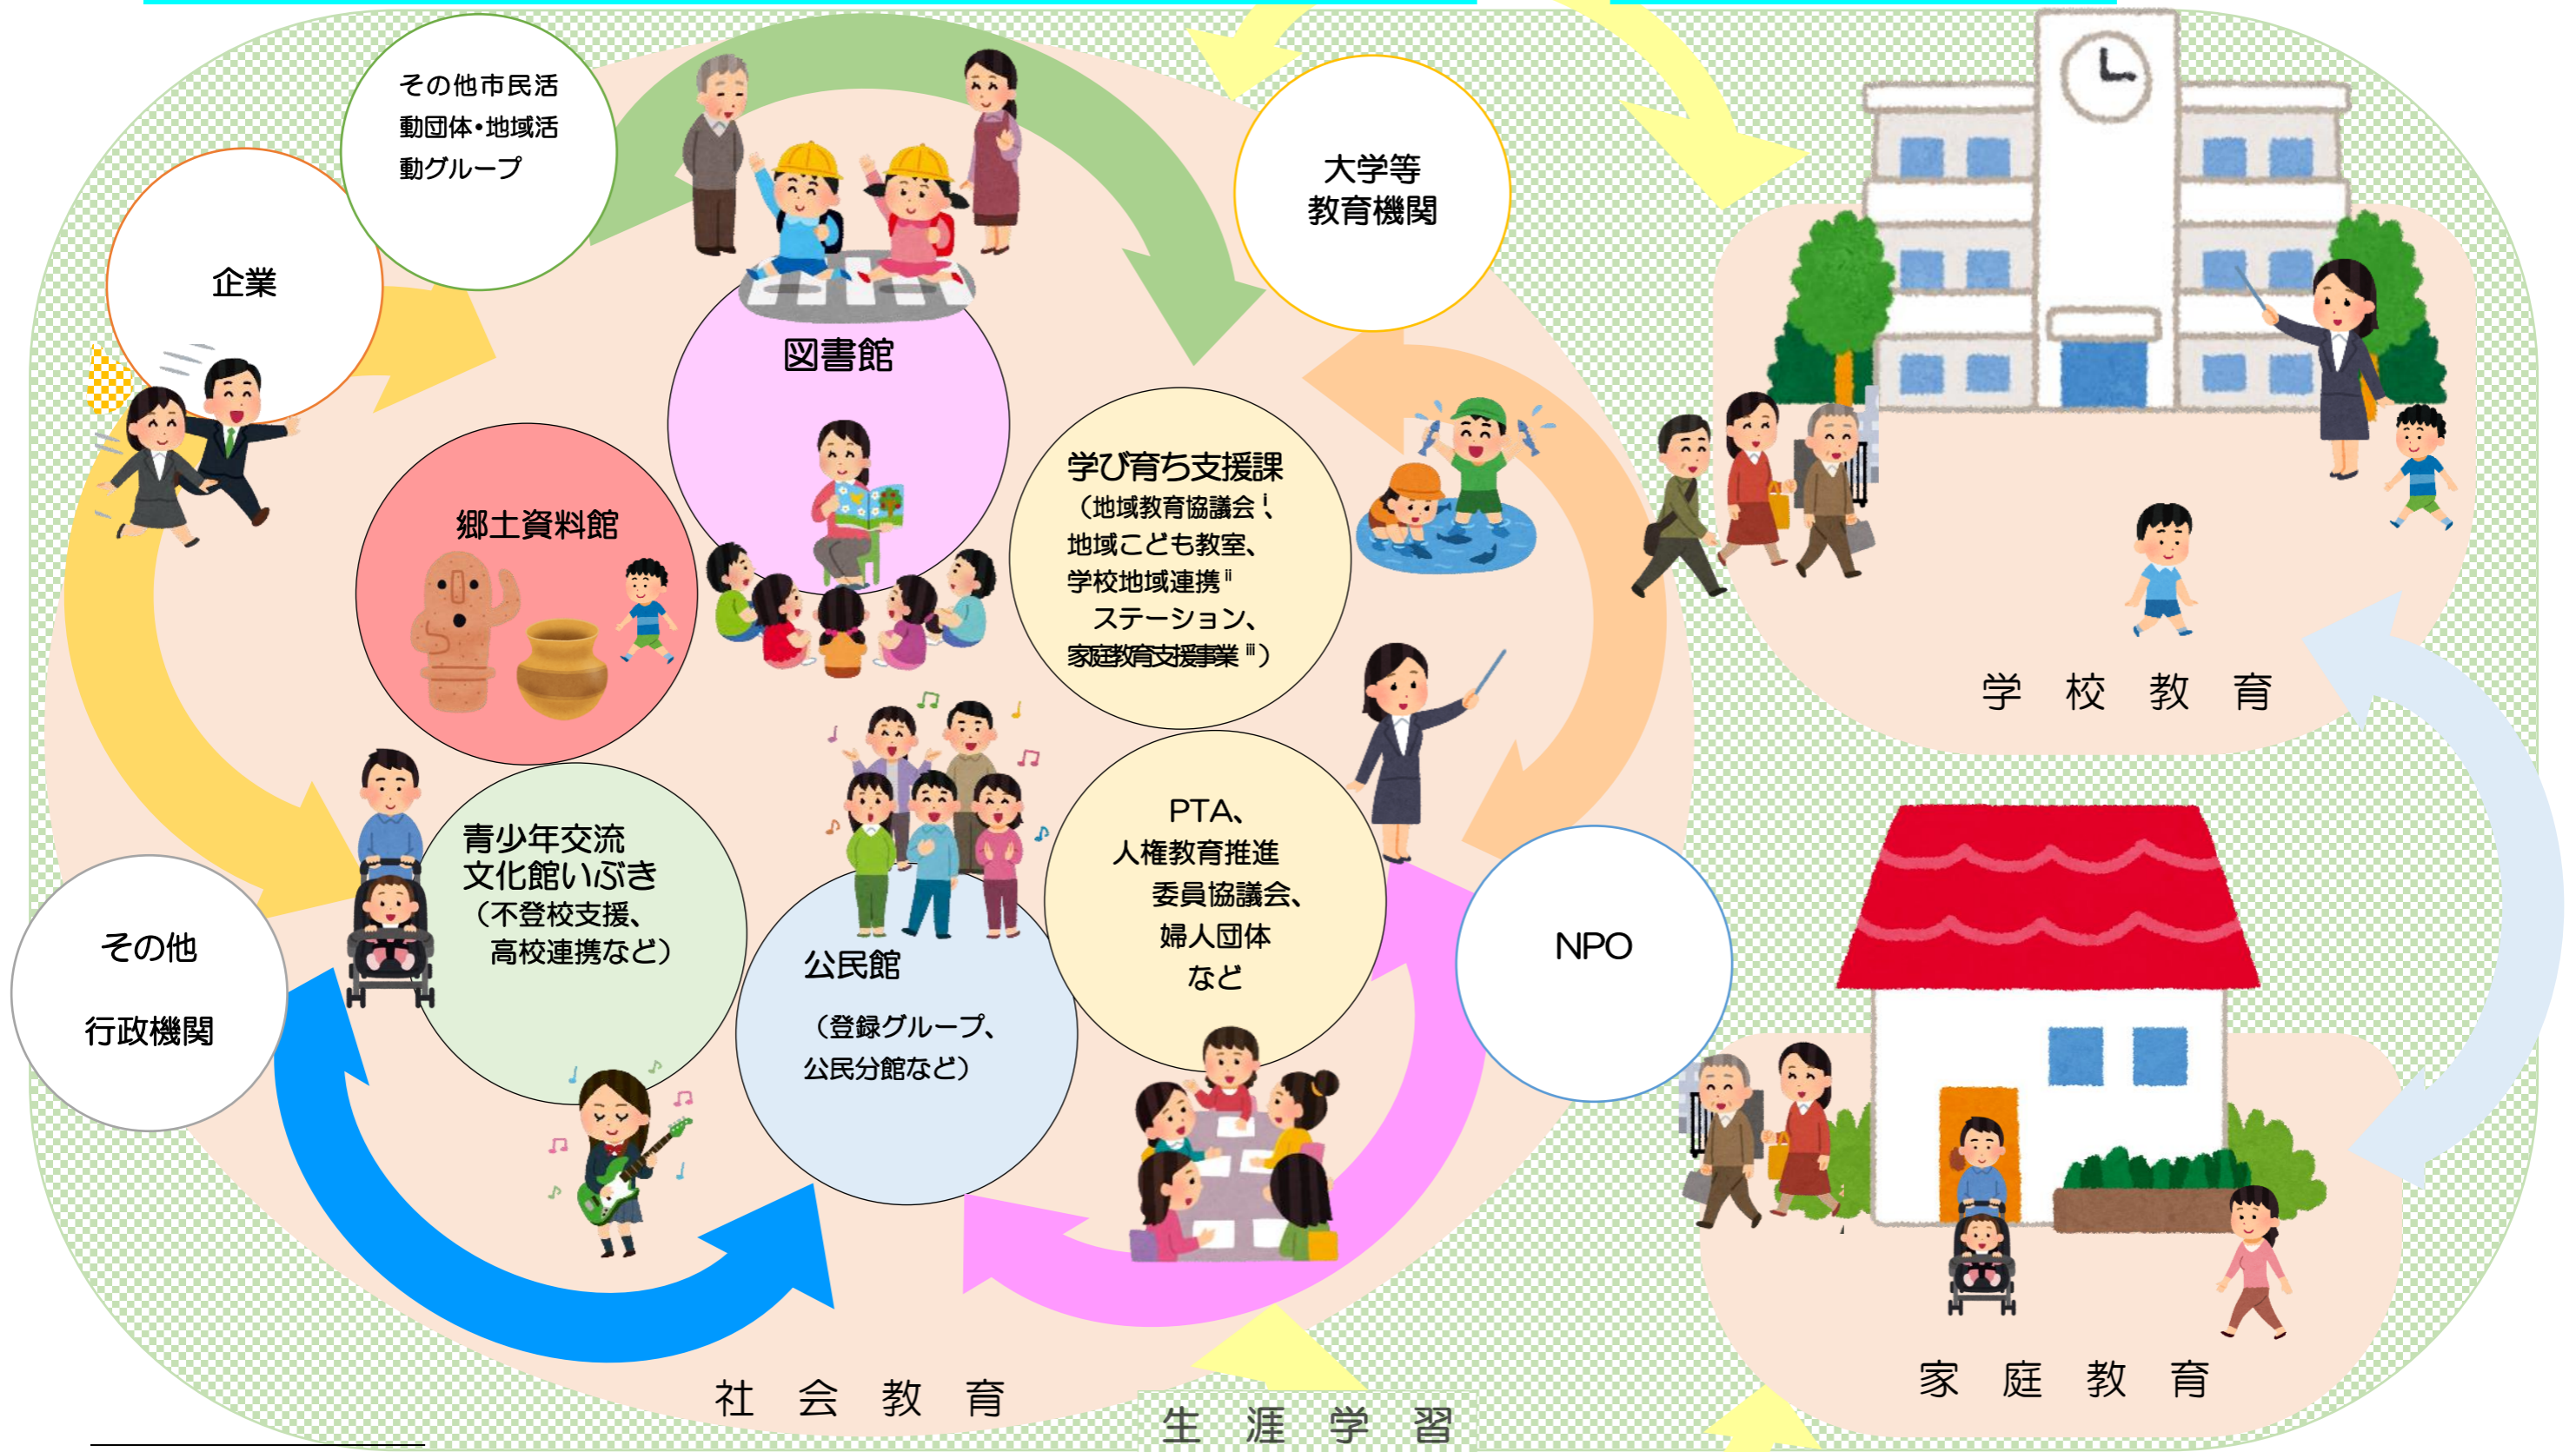 その他市民活
動団体・地域活
動グループ
企業
大学等
教育機関
図書館
学び育ち支援課
（地域教育協議会ⅰ、
地域こども教室、
学校地域連携ⅱ
ステーション、
家庭教育支援事業ⅲ）
郷土資料館
青少年交流
文化館いぶき
（不登校支援、
高校連携など）
PTA、
人権教育推進
委員協議会、
婦人団体
など
公民館
（登録グループ、
公民分館など）
その他
行政機関
NPO
学校教育
家庭教育
社会教育
生涯学習